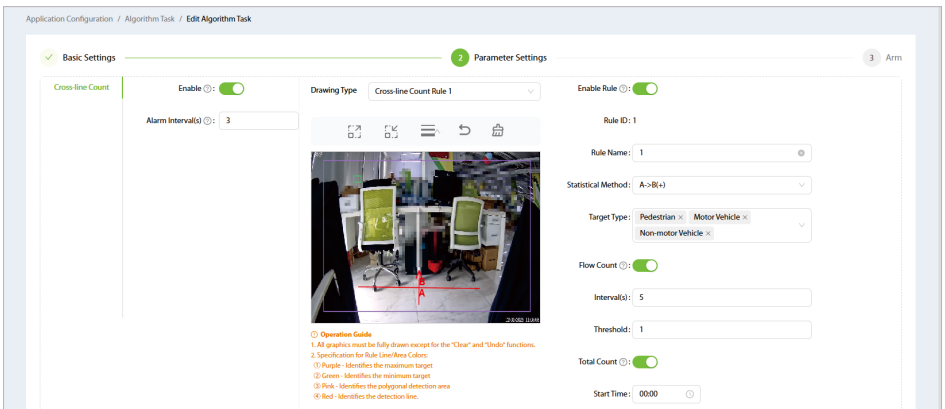 Application Configuration / Algorithm Task / Edit Algorithm Task
Basic Settings
2 Parameter Settings
3 Arm
Cross-line Count
Enable ?:
Alarm Interval(s) ?: 3
Drawing Type Cross-line Count Rule 1
B
A
Operation Guide
1. All graphics must be fully drawn except for the "Clear" and "Undo" functions.
2. Specification for Rule Line/Area Colors:
① Purple - Identifies the maximum target
② Green - Identifies the minimum target
③ Pink - Identifies the polygonal detection area
④ Red - Identifies the detection line.
Enable Rule ?:
Rule ID: 1
Rule Name: 1
Statistical Method: A->B(+)
Target Type: Pedestrian × Motor Vehicle ×
Non-motor Vehicle ×
Flow Count ?:
Interval(s): 5
Threshold: 1
Total Count ?:
Start Time: 00:00